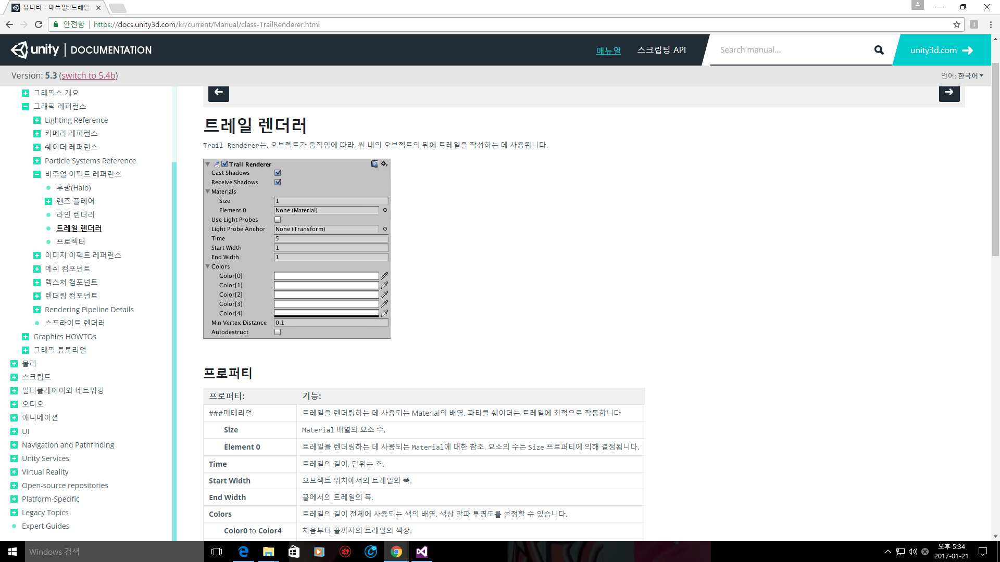 유니티 - 매뉴얼: 트레일
안전함
https://docs.unity3d.com/kr/current/Manual/class-TrailRenderer.html
unity DOCUMENTATION
매뉴얼
스크립팅 API
Search manual...
unity3d.com
Version: 5.3 (switch to 5.4b)
언어: 한국어
그래픽스 개요
그래픽 레퍼런스
Lighting Reference
카메라 레퍼런스
쉐이더 레퍼런스
Particle Systems Reference
비주얼 이펙트 레퍼런스
후광(Halo)
렌즈 플레어
라인 렌더러
트레일 렌더러
프로젝터
이미지 이펙트 레퍼런스
메쉬 컴포넌트
텍스처 컴포넌트
렌더링 컴포넌트
Rendering Pipeline Details
스프라이트 렌더러
Graphics HOWTOs
그래픽 튜토리얼
물리
스크립트
멀티플레이어와 네트워킹
오디오
애니메이션
UI
Navigation and Pathfinding
Unity Services
Virtual Reality
Open-source repositories
Platform-Specific
Legacy Topics
Expert Guides
트레일 렌더러
Trail Renderer는, 오브젝트가 움직임에 따라, 씬 내의 오브젝트의 뒤에 트레일을 작성하는 데 사용됩니다.
Trail Renderer
Cast Shadows
Receive Shadows
Materials
Size 1
Element 0 None (Material)
Use Light Probes
Light Probe Anchor None (Transform)
Time 5
Start Width 1
End Width 1
Colors
Color[0]
Color[1]
Color[2]
Color[3]
Color[4]
Min Vertex Distance 0.1
Autodestruct
프로퍼티
프로퍼티: 기능:
###메테리얼 트레일을 렌더링하는 데 사용되는 Material의 배열. 파티클 쉐이더는 트레일에 최적으로 작동합니다
Size Material 배열의 요소 수.
Element 0 트레일을 렌더링하는 데 사용되는 Material에 대한 참조. 요소의 수는 Size 프로퍼티에 의해 결정됩니다.
Time 트레일의 길이, 단위는 초.
Start Width 오브젝트 위치에서의 트레일의 폭.
End Width 끝에서의 트레일의 폭.
Colors 트레일의 길이 전체에 사용되는 색의 배열. 색상 알파 투명도를 설정할 수 있습니다.
Color0 to Color4 처음부터 끝까지의 트레일의 색상.
Windows 검색
오후 5:34
2017-01-21